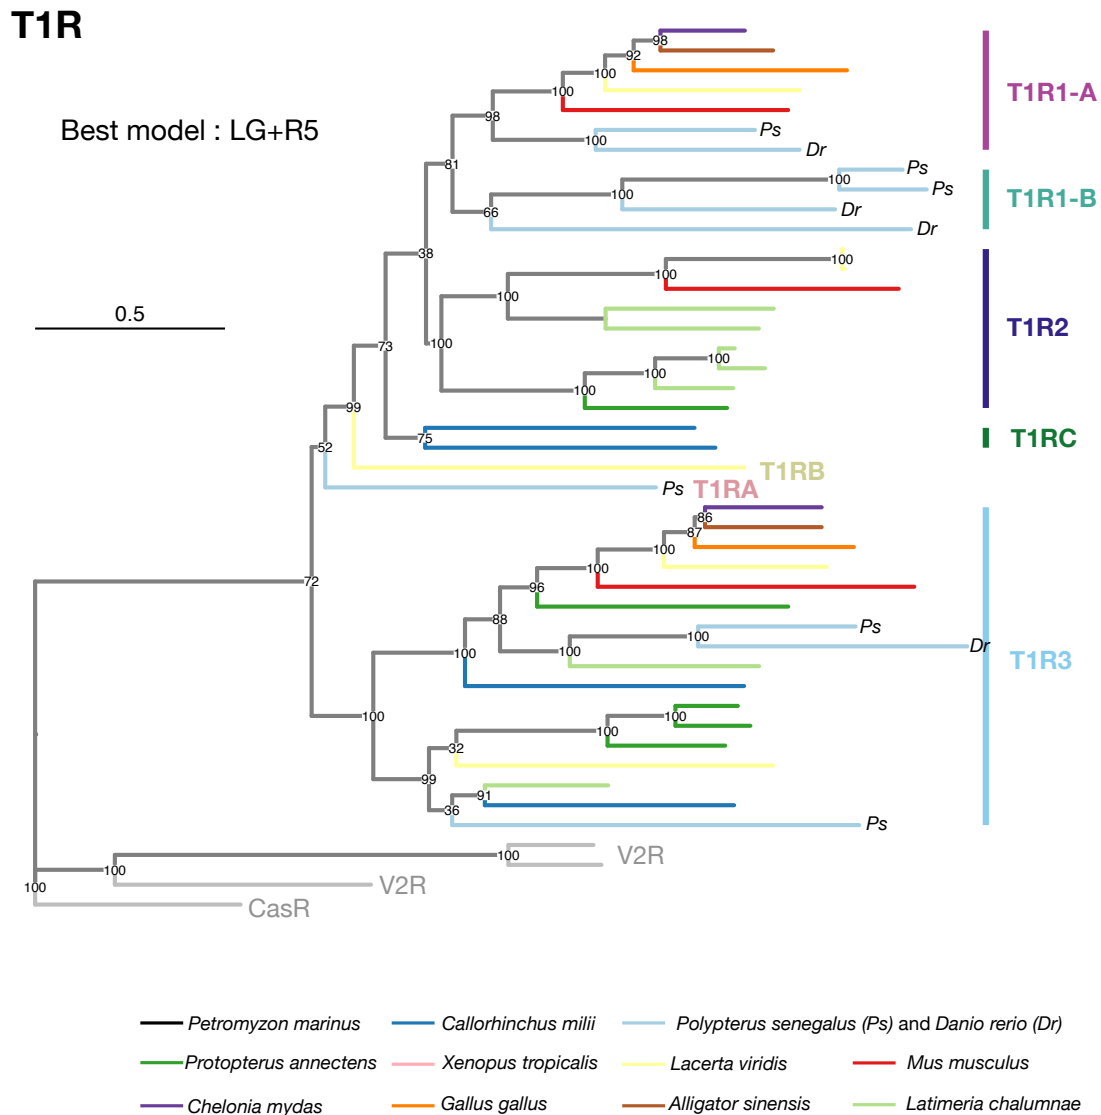 T1R
98
92
100
T1R1-A
100
Best model : LG+R5
98
Ps
100
Dr
81
Ps
100
Ps
100
T1R1-B
66
Dr
Dr
38
100
100
100
0.5
T1R2
73
100
100
100
100
99
75
T1RC
52
T1RB
Ps
T1RA
86
87
100
100
72
96
88
Ps
100
100
100
Dr
T1R3
100
100
100
32
99
91
36
Ps
100
V2R
100
V2R
100
CasR
Petromyzon marinus
Callorhinchus milii
Polypterus senegalus (Ps) and Danio rerio (Dr)
Protopterus annectens
Xenopus tropicalis
Lacerta viridis
Mus musculus
Chelonia mydas
Gallus gallus
Alligator sinensis
Latimeria chalumnae